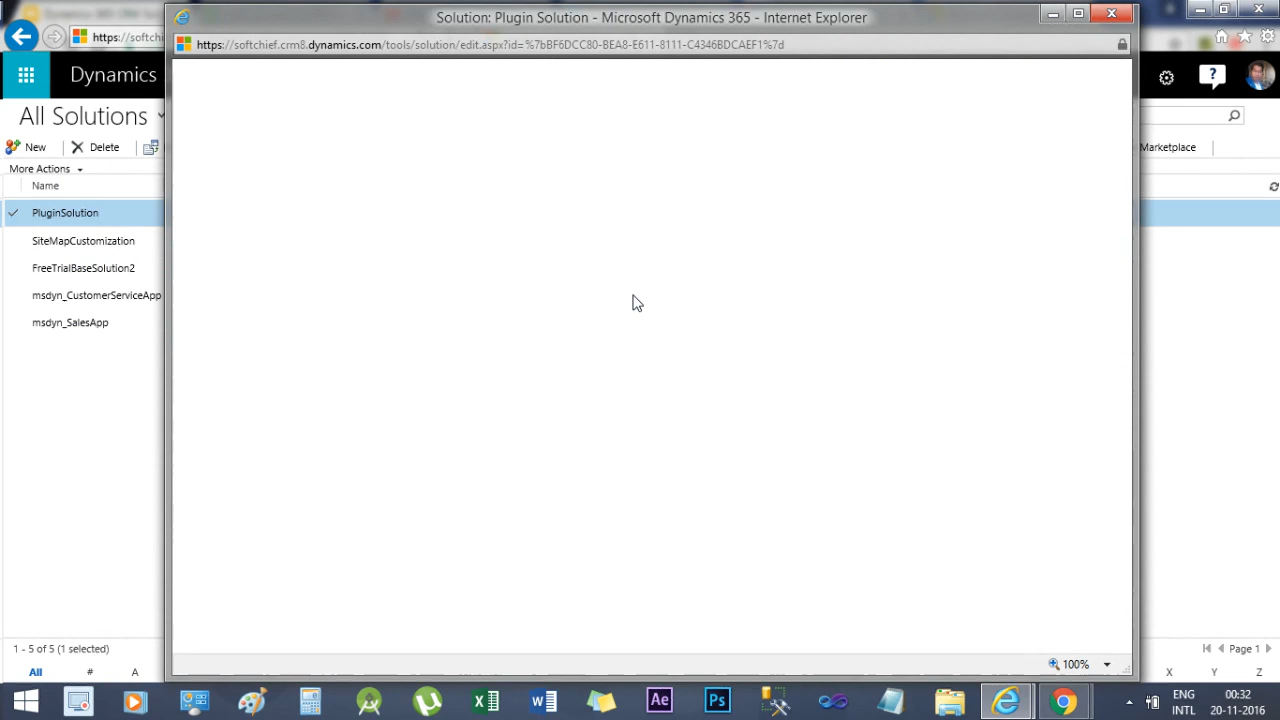 Solution: Plugin Solution - Microsoft Dynamics 365 - Internet Explorer
https://softchief.crm8.dynamics.com/tools/solution/edit.aspx?id=%7bBF6DCC80-BEA8-E611-8111-C4346BDCAEF1%7d
https://softchi
Dynamics
?
All Solutions
New
Delete
Marketplace
More Actions
Name
PluginSolution
SiteMapCustomization
FreeTrialBaseSolution2
msdyn_CustomerServiceApp
msdyn_SalesApp
1 - 5 of 5 (1 selected)
Page 1
100%
All
#
A
X
Y
Z
Ae
Ps
ENG
INTL
00:32
20-11-2016